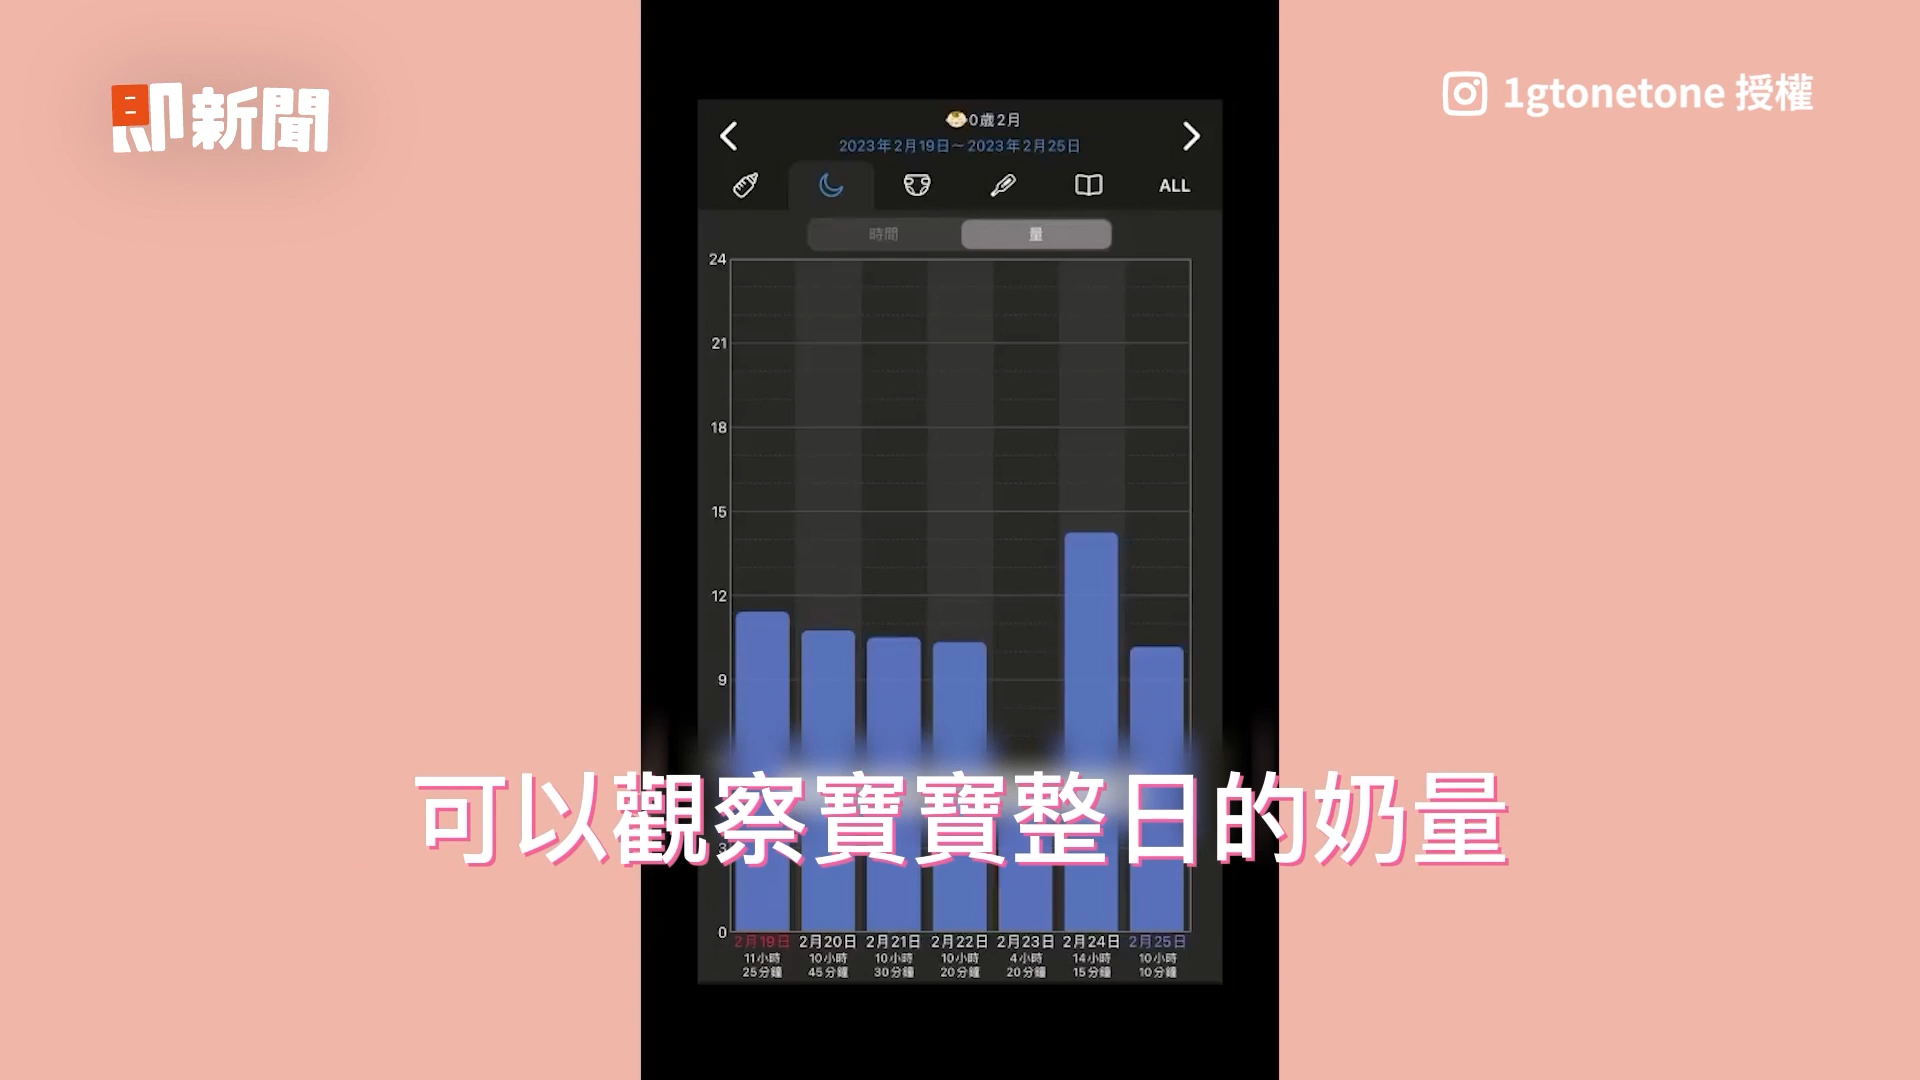 即新聞
1gtonetone 授權
0歲2月
2023年2月19日~2023年2月25日
ALL
時間
量
24
21
18
15
12
9
3
0
可以觀察寶寶整日的奶量
2月19日 2月20日 2月21日 2月22日 2月23日 2月24日 2月25日
11小時 10小時 10小時 10小時 4小時 14小時 10小時
25分鐘 45分鐘 30分鐘 20分鐘 20分鐘 15分鐘 10分鐘